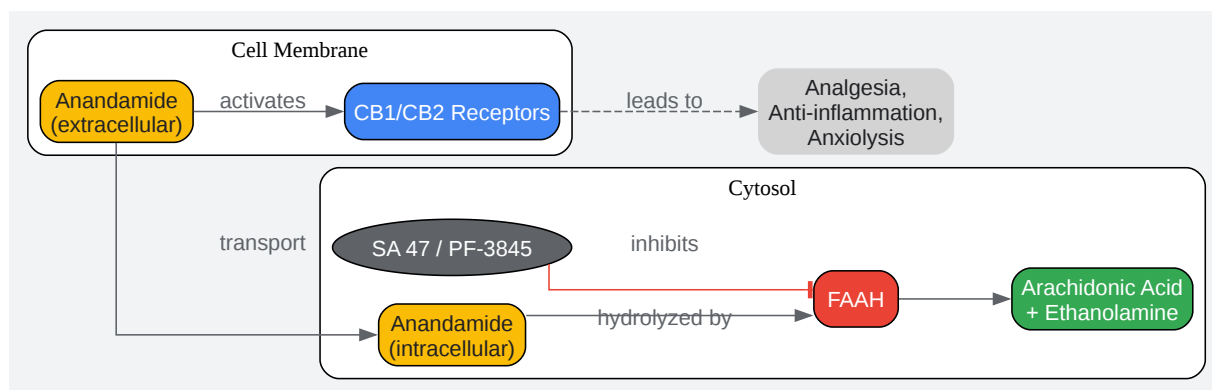 Cell Membrane
Anandamide
(extracellular)
activates
CB1/CB2 Receptors
leads to
Analgesia,
Anti-inflammation,
Anxiolysis
Cytosol
transport
SA 47 / PF-3845
inhibits
Anandamide
(intracellular)
hydrolyzed by
FAAH
Arachidonic Acid
+ Ethanolamine